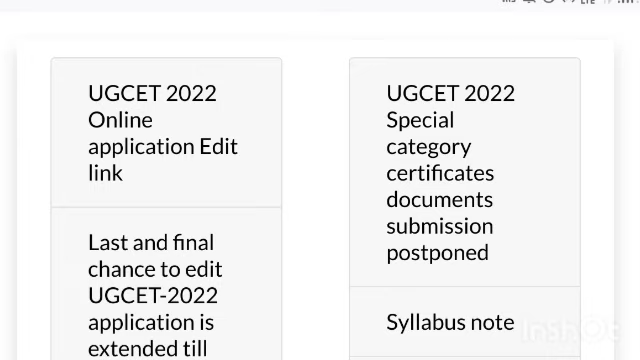 UGCET 2022
Online
application Edit
link
Last and final
chance to edit
UGCET-2022
application is
extended till
UGCET 2022
Special
category
certificates
documents
submission
postponed
Syllabus note
InShOt